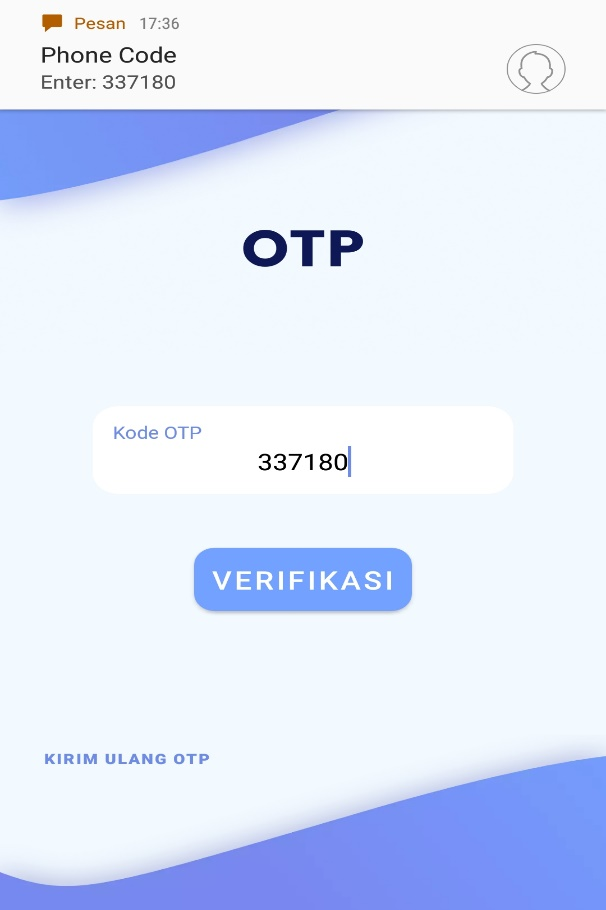 Pesan 17:36
Phone Code
Enter: 337180
OTP
Kode OTP
337180
VERIFIKASI
KIRIM ULANG OTP